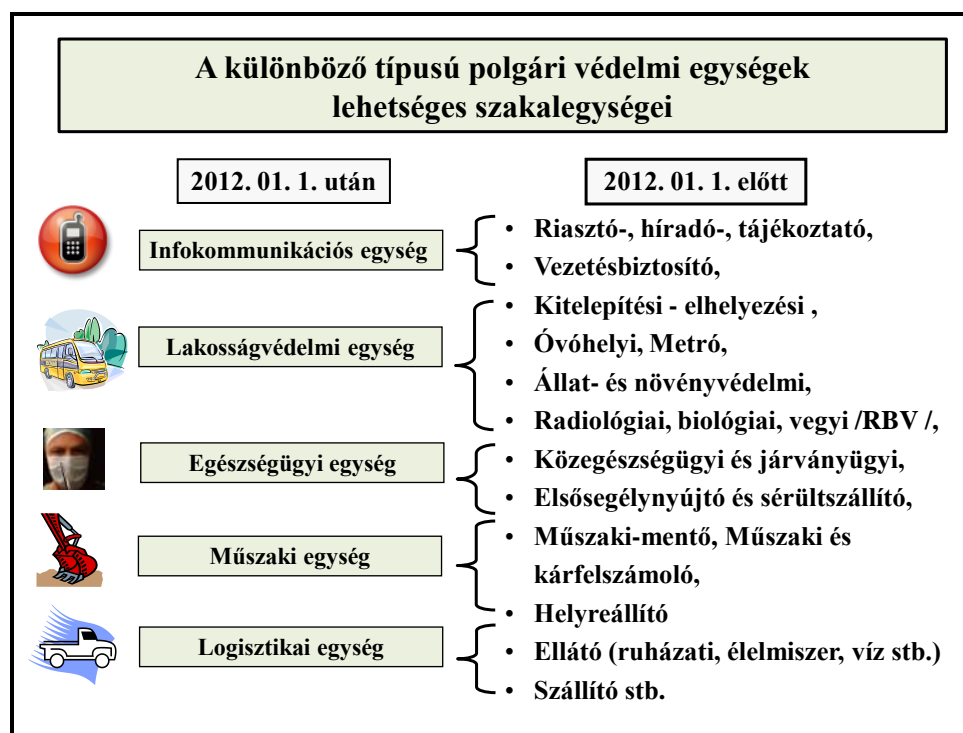 A különböző típusú polgári védelmi egységek
lehetséges szakalegységei
2012. 01. 1. után
2012. 01. 1. előtt
Infokommunikációs egység
• Riasztó-, híradó-, tájékoztató,
• Vezetésbiztosító,
Lakosságvédelmi egység
• Kitelepítési - elhelyezési ,
• Óvóhelyi, Metró,
• Állat- és növényvédelmi,
• Radiológiai, biológiai, vegyi /RBV /,
Egészségügyi egység
• Közegészségügyi és járványügyi,
• Elsősegélynyújtó és sérültszállító,
Műszaki egység
• Műszaki-mentő, Műszaki és
kárfelszámoló,
• Helyreállító
Logisztikai egység
• Ellátó (ruházati, élelmiszer, víz stb.)
• Szállító stb.